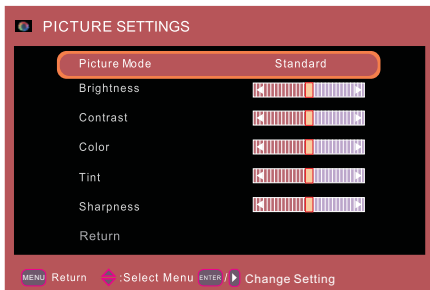 PICTURE SETTINGS
Picture Mode Standard
Brightness
Contrast
Color
Tint
Sharpness
Return
MENU Return :Select Menu ENTER / Change Setting